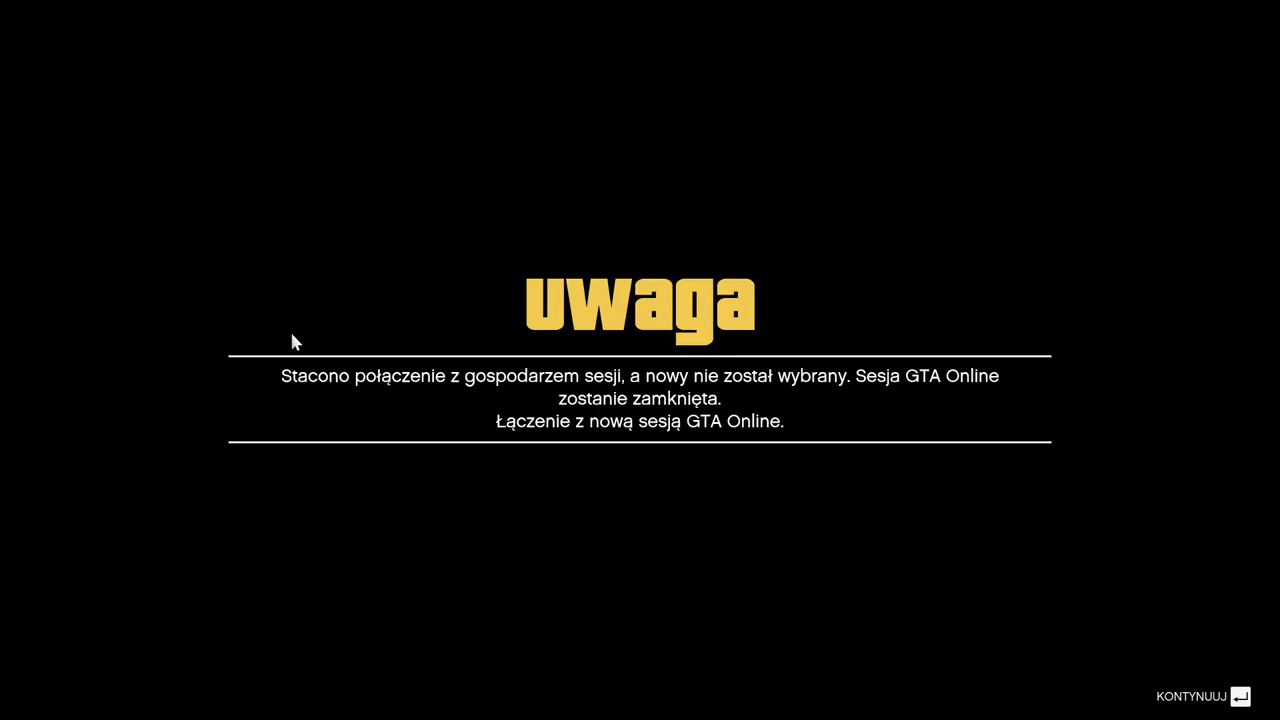 uwaga
Stacono połączenie z gospodarzem sesji, a nowy nie został wybrany. Sesja GTA Online
zostanie zamknięta.
Łączenie z nową sesją GTA Online.
KONTYNUUJ